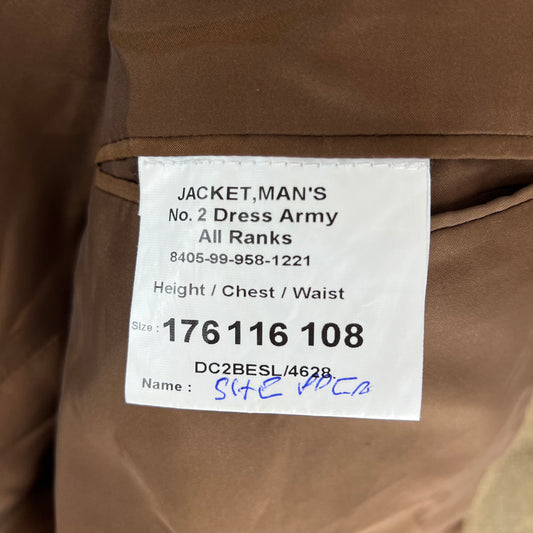 JACKET,MAN'S
No. 2 Dress Army
All Ranks
8405-99-958-1221
Height / Chest / Waist
Size : 176 116 108
DC2BESL/4628.
Name :